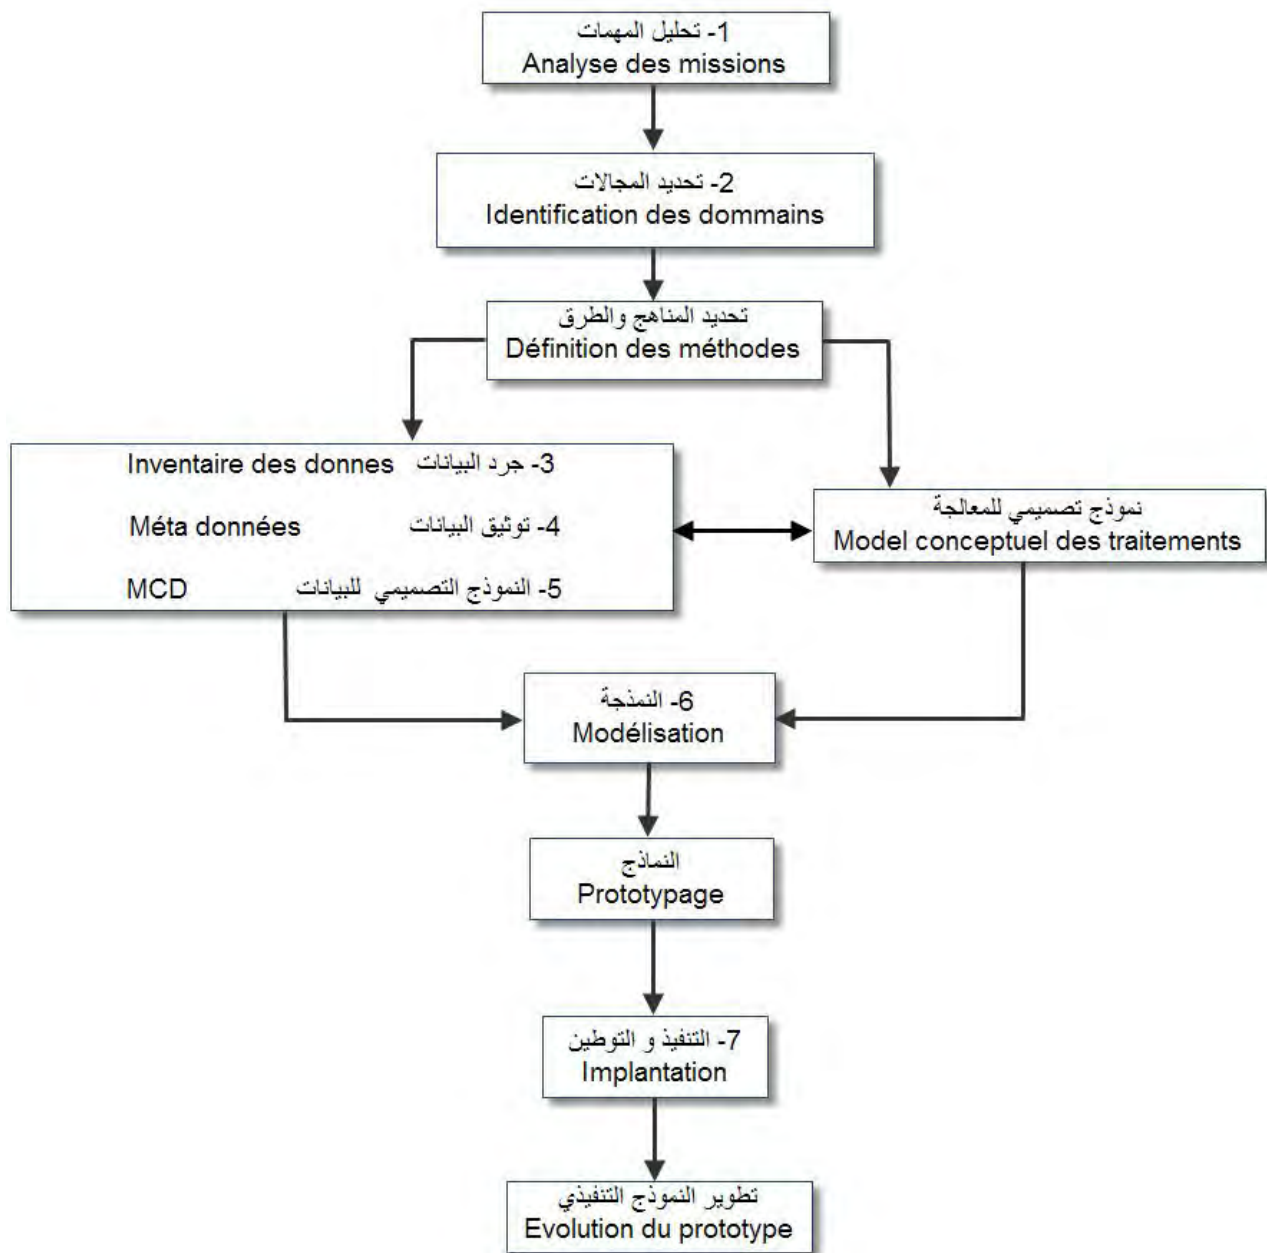 1- تحليل المهمات
Analyse des missions
2- تحديد المجالات
Identification des dommains
تحديد المناهج والطرق
Définition des méthodes
3- جرد البيانات Inventaire des donnes
4- توثيق البيانات Méta données
5- النموذج التصميمي للبيانات MCD
نموذج تصميمي للمعالجة
Model conceptuel des traitements
6- النمذجة
Modélisation
النماذج
Prototypage
7- التنفيذ و التوطين
Implantation
تطوير النموذج التنفيذي
Evolution du prototype